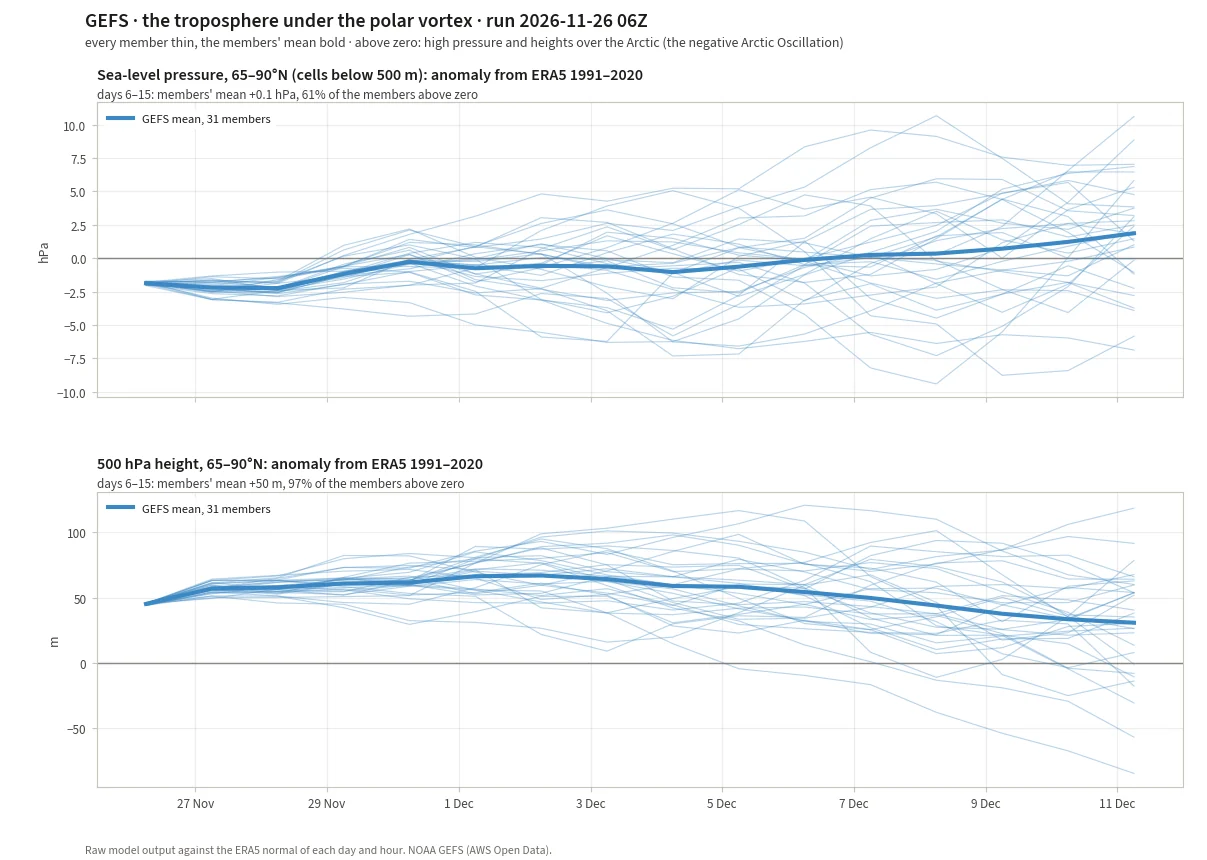 GEFS · the troposphere under the polar vortex · run 2026-11-26 06Z
every member thin, the members' mean bold · above zero: high pressure and heights over the Arctic (the negative Arctic Oscillation)
Sea-level pressure, 65–90°N (cells below 500 m): anomaly from ERA5 1991–2020
days 6–15: members' mean +0.1 hPa, 61% of the members above zero
GEFS mean, 31 members
10.0
7.5
5.0
2.5
0.0
−2.5
−5.0
−7.5
−10.0
hPa
500 hPa height, 65–90°N: anomaly from ERA5 1991–2020
days 6–15: members' mean +50 m, 97% of the members above zero
GEFS mean, 31 members
100
50
0
−50
m
27 Nov 29 Nov 1 Dec 3 Dec 5 Dec 7 Dec 9 Dec 11 Dec
Raw model output against the ERA5 normal of each day and hour. NOAA GEFS (AWS Open Data).